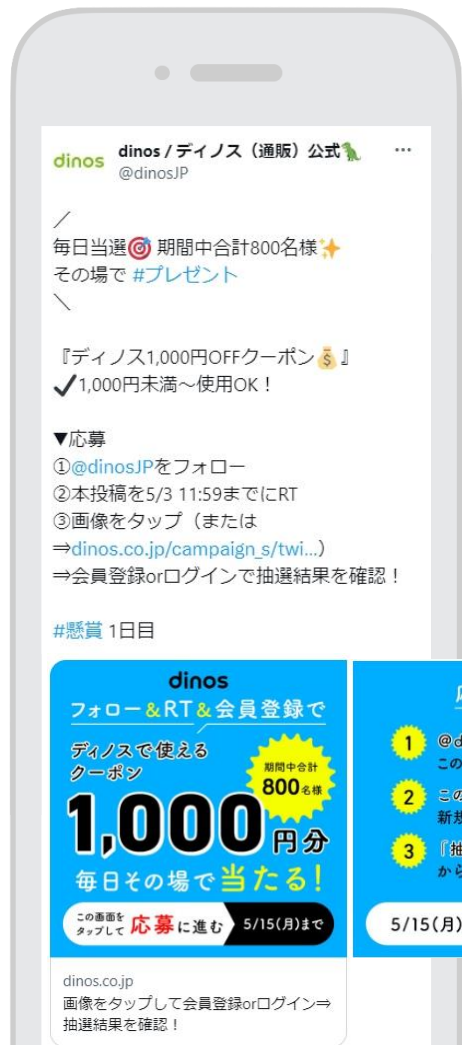 dinos
dinos / ディノス（通販）公式🦖
@dinosJP
…
／
毎日当選🎯 期間中合計800名様✨
その場で #プレゼント
＼
『ディノス1,000円OFFクーポン💰』
✔1,000円未満～使用OK！
▼応募
①@dinosJPをフォロー
②本投稿を5/3 11:59までにRT
③画像をタップ（または
⇒dinos.co.jp/campaign_s/twi...）
⇒会員登録orログインで抽選結果を確認！
#懸賞 1日目
dinos
フォロー&RT&会員登録で
ディノスで使える
クーポン
期間中合計
800名様
1,000円分
毎日その場で当たる!
この画面を
タップして 応募に進む 5/15(月)まで
1 @d
この
2 この
新規
3 『抽
から
5/15(月)
dinos.co.jp
画像をタップして会員登録orログイン⇒
抽選結果を確認！